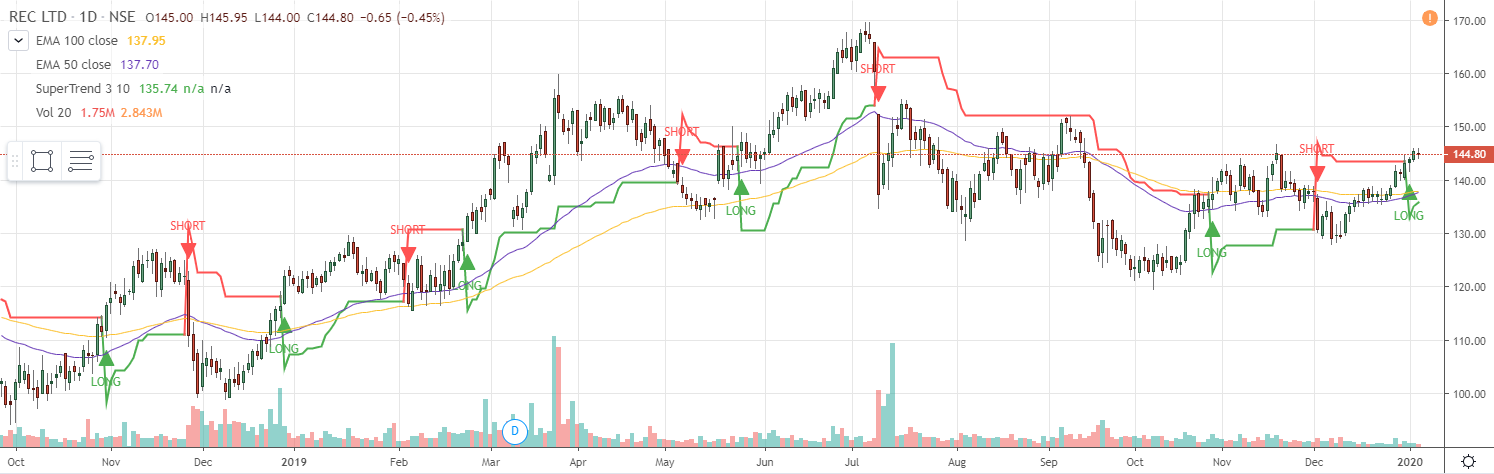 REC LTD · 1D · NSE O145.00 H145.95 L144.00 C144.80 −0.65 (−0.45%)
EMA 100 close 137.95
EMA 50 close 137.70
SuperTrend 3 10 135.74 n/a n/a
Vol 20 1.75M 2.843M
!
170.00
160.00
150.00
144.80
140.00
130.00
120.00
110.00
100.00
SHORT
SHORT
SHORT
SHORT
SHORT
LONG
LONG
LONG
LONG
LONG
LONG
D
Oct Nov Dec 2019 Feb Mar Apr May Jun Jul Aug Sep Oct Nov Dec 2020